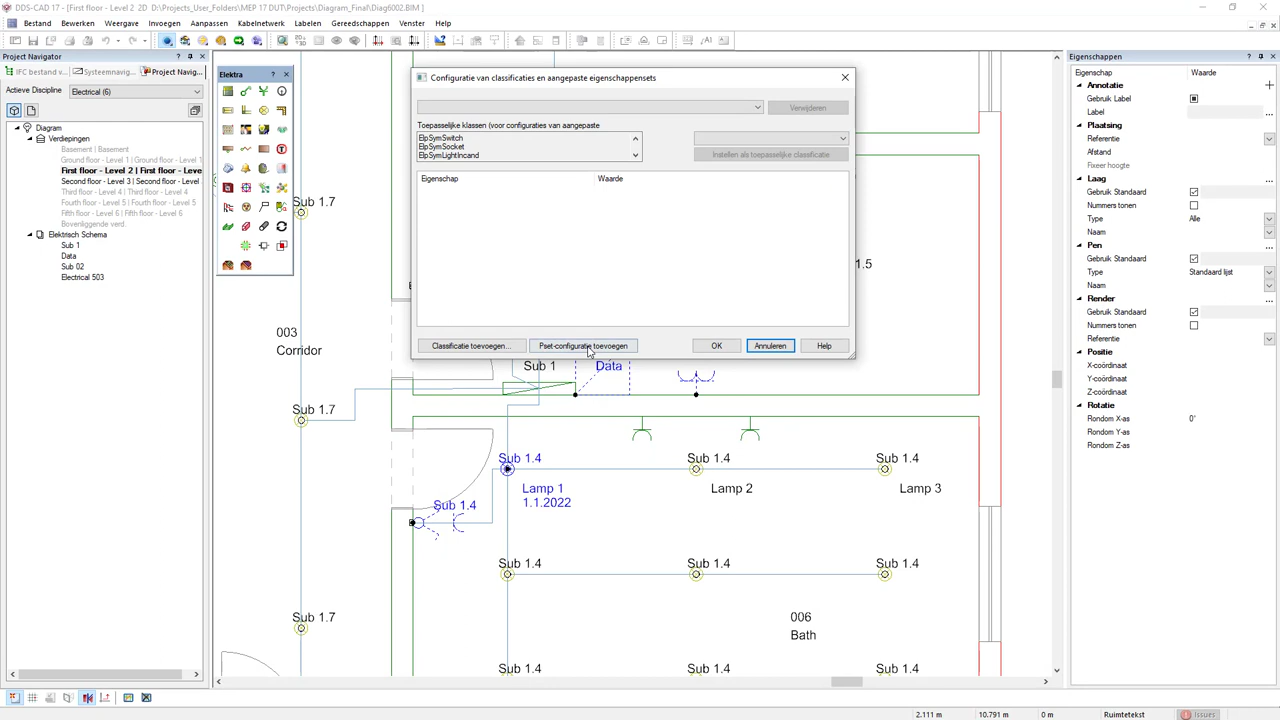 DDS-CAD 17 - [First floor - Level 2  2D  D:\Projects_User_Folders\MEP 17 DUT\Projects\Diagram_Final\Diag6002.BIM ]
Bestand Bewerken Weergave Invoegen Aanpassen Kabelnetwerk Labelen Gereedschappen Venster Help
Project Navigator
IFC bestand v... Systeemnavig... Project Navig...
Actieve Discipline Electrical (6)
Diagram
Verdiepingen
Basement | Basement
Ground floor - Level 1 | Ground floor - Level 1
First floor - Level 2 | First floor - Leve
Second floor - Level 3 | Second floor - Level
Third floor - Level 4 | Third floor - Level 4
Fourth floor - Level 5 | Fourth floor - Level 5
Fifth floor - Level 6 | Fifth floor - Level 6
Bovenliggende verd.
Elektrisch Schema
Sub 1
Data
Sub 02
Electrical 503
Elektra
Configuratie van classificaties en aangepaste eigenschappensets
Verwijderen
Toepasselijke klassen (voor configuraties van aangepaste
ElpSymSwitch
ElpSymSocket
ElpSymLightIncand
Instellen als toepasselijke classificatie
Eigenschap Waarde
Classificatie toevoegen... Pset-configuratie toevoegen OK Annuleren Help
Sub 1.7
1.5
003
Corridor
Sub 1 Data
Sub 1.7
Sub 1.4 Sub 1.4 Sub 1.4
Lamp 1 Lamp 2 Lamp 3
1.1.2022
Sub 1.4
Sub 1.4 Sub 1.4 Sub 1.4
Sub 1.7
006
Bath
Sub 1.4 Sub 1.4 Sub 1.4
Eigenschappen
Eigenschap Waarde
Annotatie
Gebruik Label
Label
Plaatsing
Referentie
Afstand
Fixeer hoogte
Laag
Gebruik Standaard
Nummers tonen
Type Alle
Naam
Pen
Gebruik Standaard
Type Standaard lijst
Naam
Render
Gebruik Standaard
Nummers tonen
Referentie
Positie
X-coördinaat
Y-coördinaat
Z-coördinaat
Rotatie
Rondom X-as 0°
Rondom Y-as
Rondom Z-as
2.111 m 10.791 m 0 m Ruimtetekst Issues